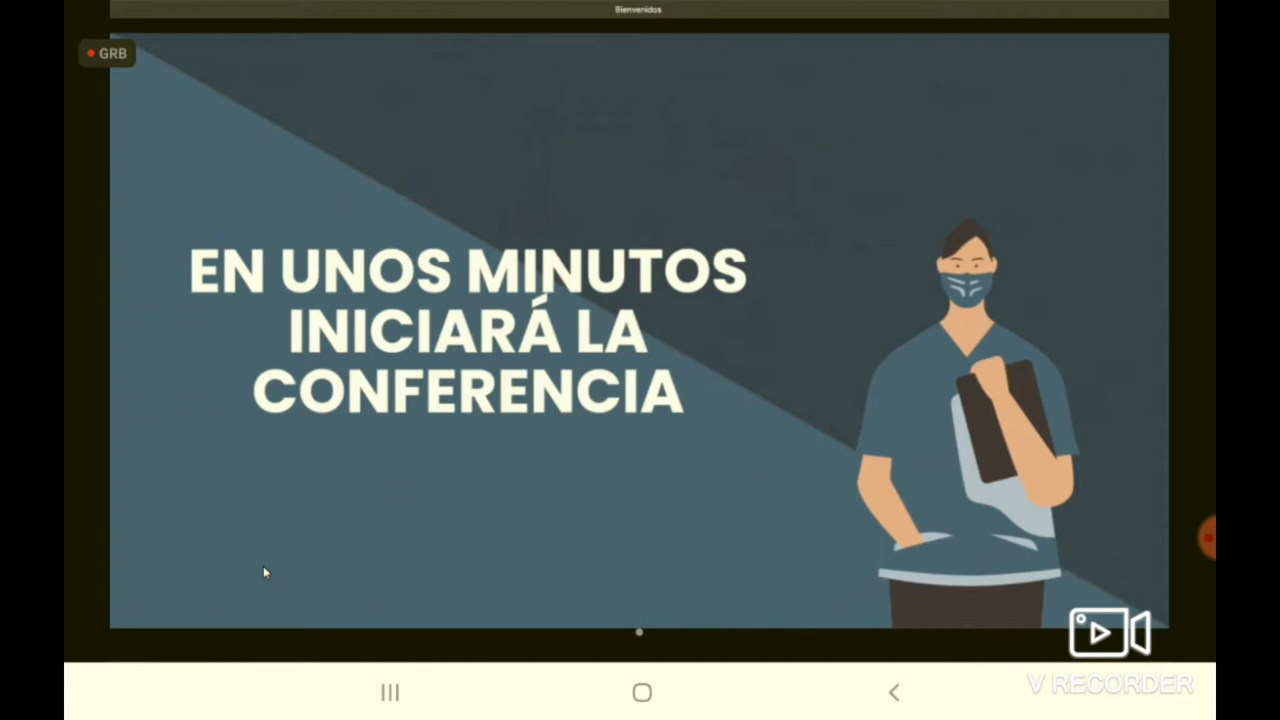 Bienvenidos
GRB
EN UNOS MINUTOS
INICIARÁ LA
CONFERENCIA
V RECORDER